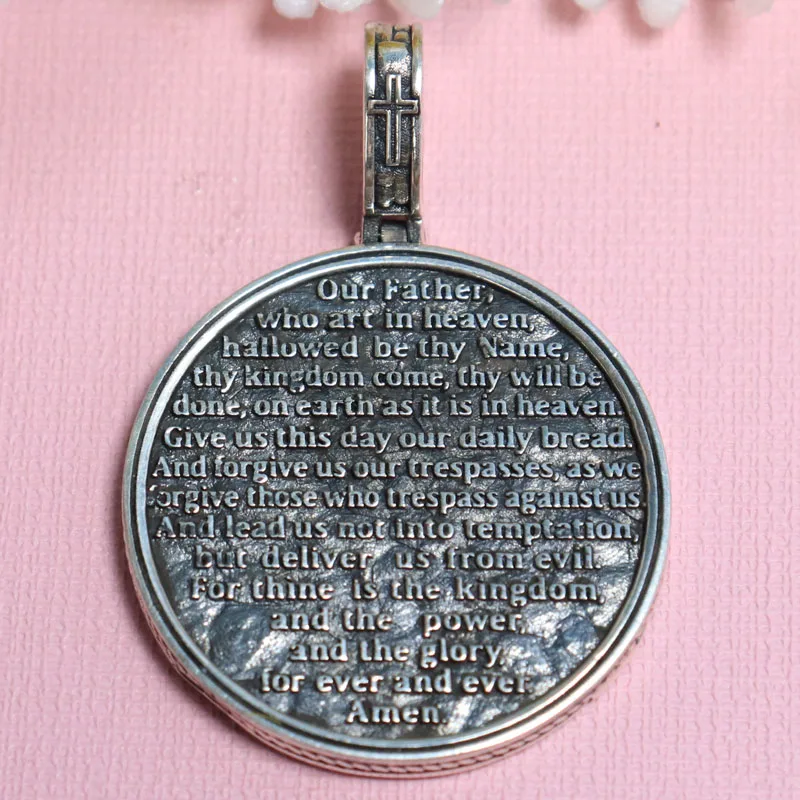 Our Father,
who art in heaven,
hallowed be thy Name,
thy kingdom come, thy will be
done, on earth as it is in heaven.
Give us this day our daily bread.
And forgive us our trespasses, as we
forgive those who trespass against us
And lead us not into temptation,
but deliver us from evil.
For thine is the kingdom,
and the power,
and the glory,
for ever and ever.
Amen.